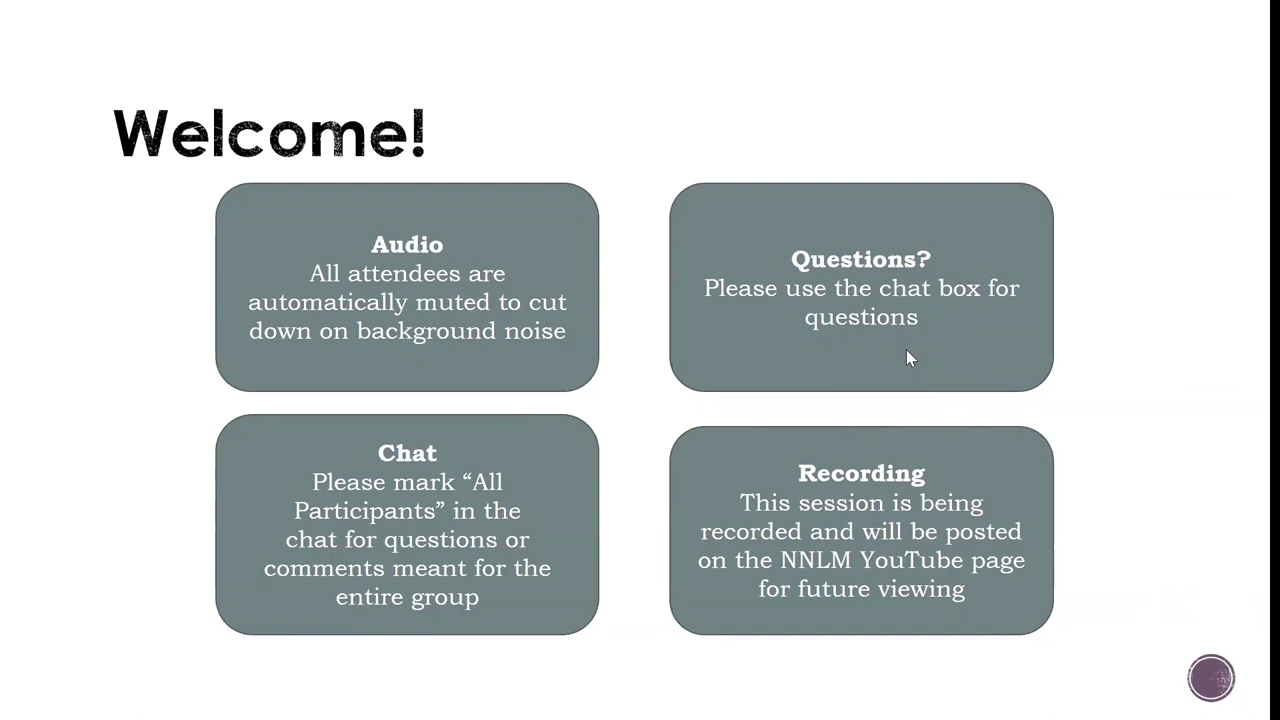 Welcome!
Audio
All attendees are
automatically muted to cut
down on background noise
Questions?
Please use the chat box for
questions
Chat
Please mark “All
Participants” in the
chat for questions or
comments meant for the
entire group
Recording
This session is being
recorded and will be posted
on the NNLM YouTube page
for future viewing